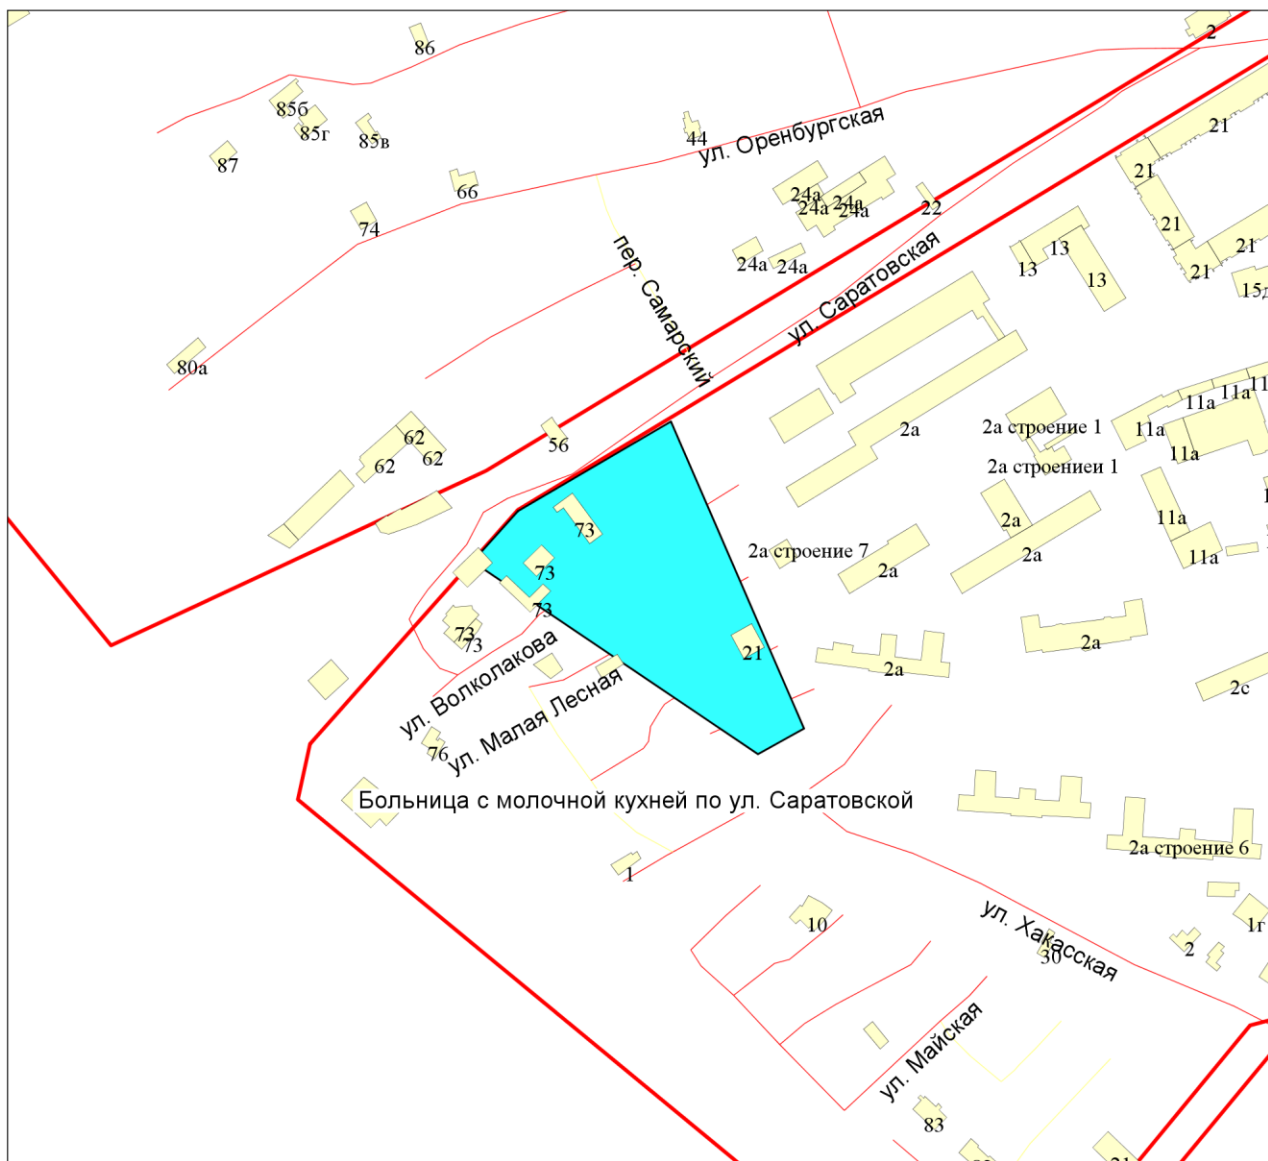 2
86
85б
85г
85в
87
44
ул. Оренбургская
21
66
24а
24а
24а
24а
22
74
21
21
21
21
21
пер. Самарский
24а
24а
13
13
13
15д
ул. Саратовская
80а
11а
11а
11а
11а
62
62
62
56
2а
2а строение 1
2а строениеи 1
73
2а
11а
73
2а строение 7
2а
2а
11а
73
73
73
21
2а
2а
2с
ул. Волколакова
ул. Малая Лесная
76
Больница с молочной кухней по ул. Саратовской
2а строение 6
1
10
ул. Хакасская
30
2
1г
ул. Майская
83